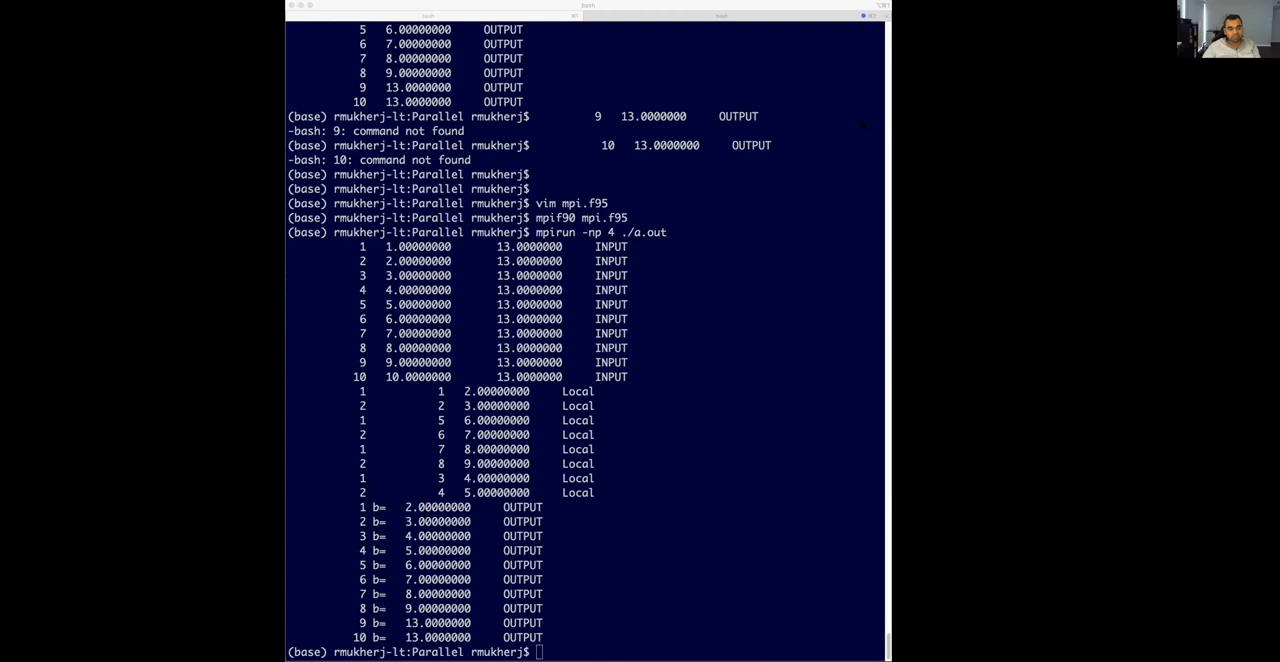 bash
bash
bash
5 6.00000000 OUTPUT
6 7.00000000 OUTPUT
7 8.00000000 OUTPUT
8 9.00000000 OUTPUT
9 13.0000000 OUTPUT
10 13.0000000 OUTPUT
(base) rmukherj-lt:Parallel rmukherj$ 9 13.0000000 OUTPUT
-bash: 9: command not found
(base) rmukherj-lt:Parallel rmukherj$ 10 13.0000000 OUTPUT
-bash: 10: command not found
(base) rmukherj-lt:Parallel rmukherj$
(base) rmukherj-lt:Parallel rmukherj$
(base) rmukherj-lt:Parallel rmukherj$ vim mpi.f95
(base) rmukherj-lt:Parallel rmukherj$ mpif90 mpi.f95
(base) rmukherj-lt:Parallel rmukherj$ mpirun -np 4 ./a.out
1 1.00000000 13.0000000 INPUT
2 2.00000000 13.0000000 INPUT
3 3.00000000 13.0000000 INPUT
4 4.00000000 13.0000000 INPUT
5 5.00000000 13.0000000 INPUT
6 6.00000000 13.0000000 INPUT
7 7.00000000 13.0000000 INPUT
8 8.00000000 13.0000000 INPUT
9 9.00000000 13.0000000 INPUT
10 10.0000000 13.0000000 INPUT
1 1 2.00000000 Local
2 2 3.00000000 Local
1 5 6.00000000 Local
2 6 7.00000000 Local
1 7 8.00000000 Local
2 8 9.00000000 Local
1 3 4.00000000 Local
2 4 5.00000000 Local
1 b= 2.00000000 OUTPUT
2 b= 3.00000000 OUTPUT
3 b= 4.00000000 OUTPUT
4 b= 5.00000000 OUTPUT
5 b= 6.00000000 OUTPUT
6 b= 7.00000000 OUTPUT
7 b= 8.00000000 OUTPUT
8 b= 9.00000000 OUTPUT
9 b= 13.0000000 OUTPUT
10 b= 13.0000000 OUTPUT
(base) rmukherj-lt:Parallel rmukherj$